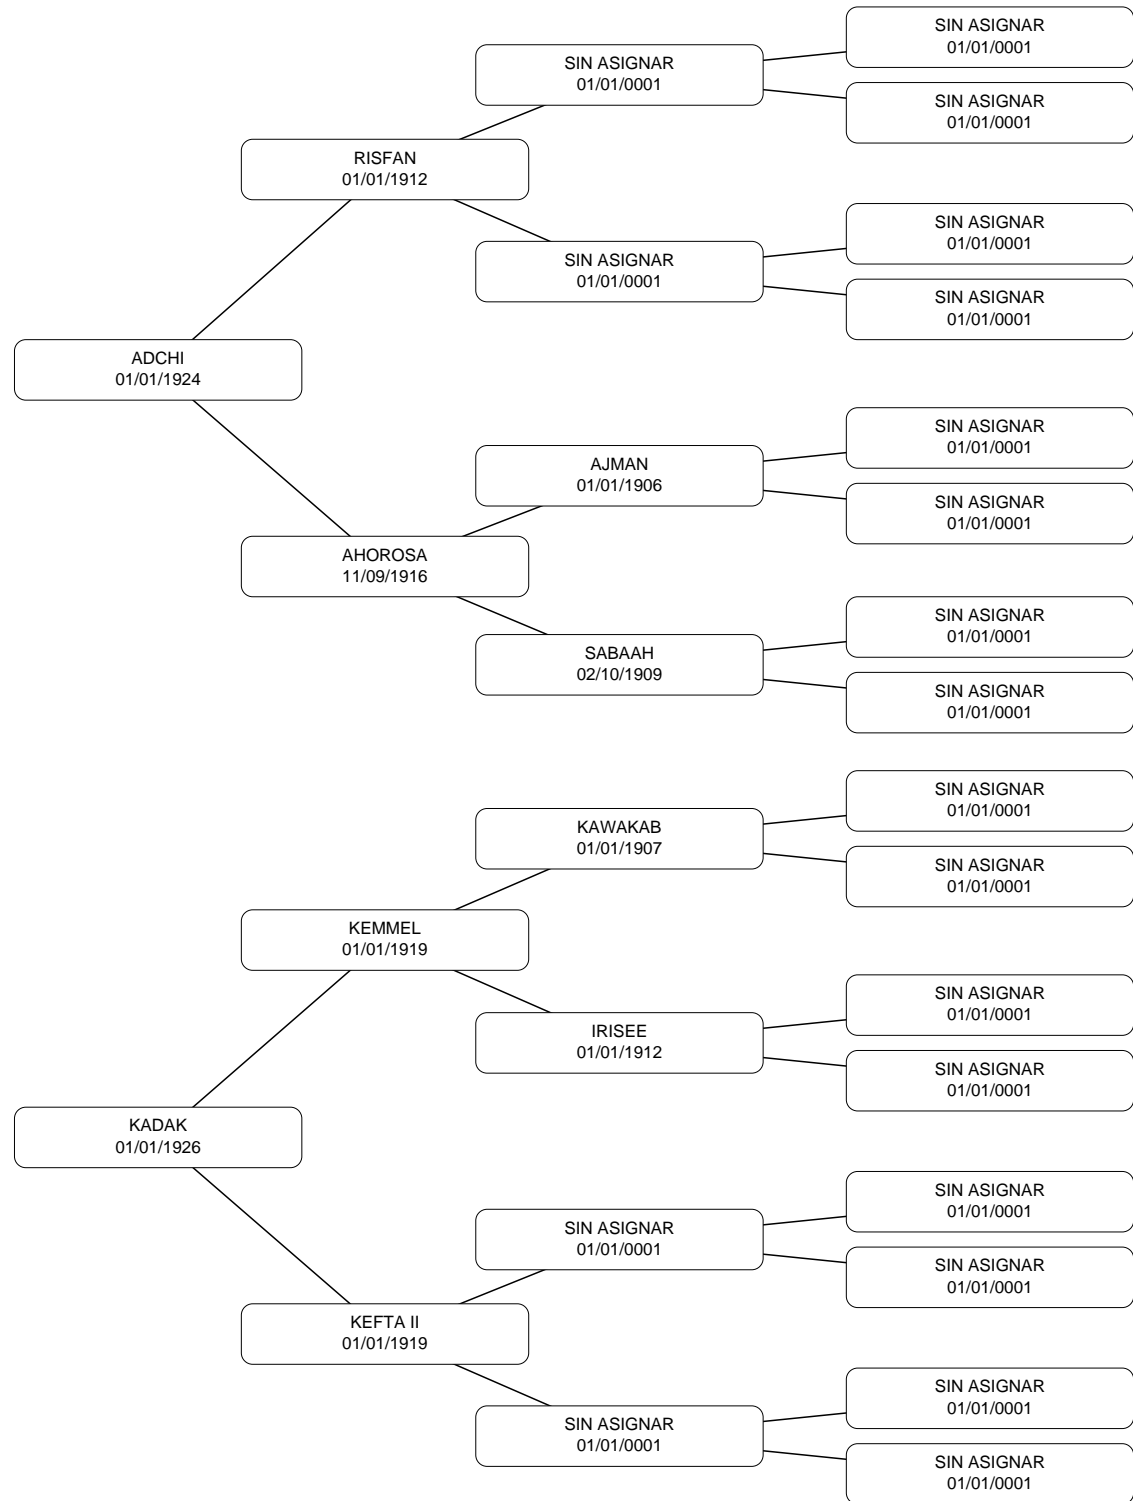 SIN ASIGNAR
01/01/0001
SIN ASIGNAR
01/01/0001
SIN ASIGNAR
01/01/0001
RISFAN
01/01/1912
SIN ASIGNAR
01/01/0001
SIN ASIGNAR
01/01/0001
SIN ASIGNAR
01/01/0001
ADCHI
01/01/1924
SIN ASIGNAR
01/01/0001
AJMAN
01/01/1906
SIN ASIGNAR
01/01/0001
AHOROSA
11/09/1916
SIN ASIGNAR
01/01/0001
SABAAH
02/10/1909
SIN ASIGNAR
01/01/0001
SIN ASIGNAR
01/01/0001
KAWAKAB
01/01/1907
SIN ASIGNAR
01/01/0001
KEMMEL
01/01/1919
SIN ASIGNAR
01/01/0001
IRISEE
01/01/1912
SIN ASIGNAR
01/01/0001
KADAK
01/01/1926
SIN ASIGNAR
01/01/0001
SIN ASIGNAR
01/01/0001
SIN ASIGNAR
01/01/0001
KEFTA II
01/01/1919
SIN ASIGNAR
01/01/0001
SIN ASIGNAR
01/01/0001
SIN ASIGNAR
01/01/0001